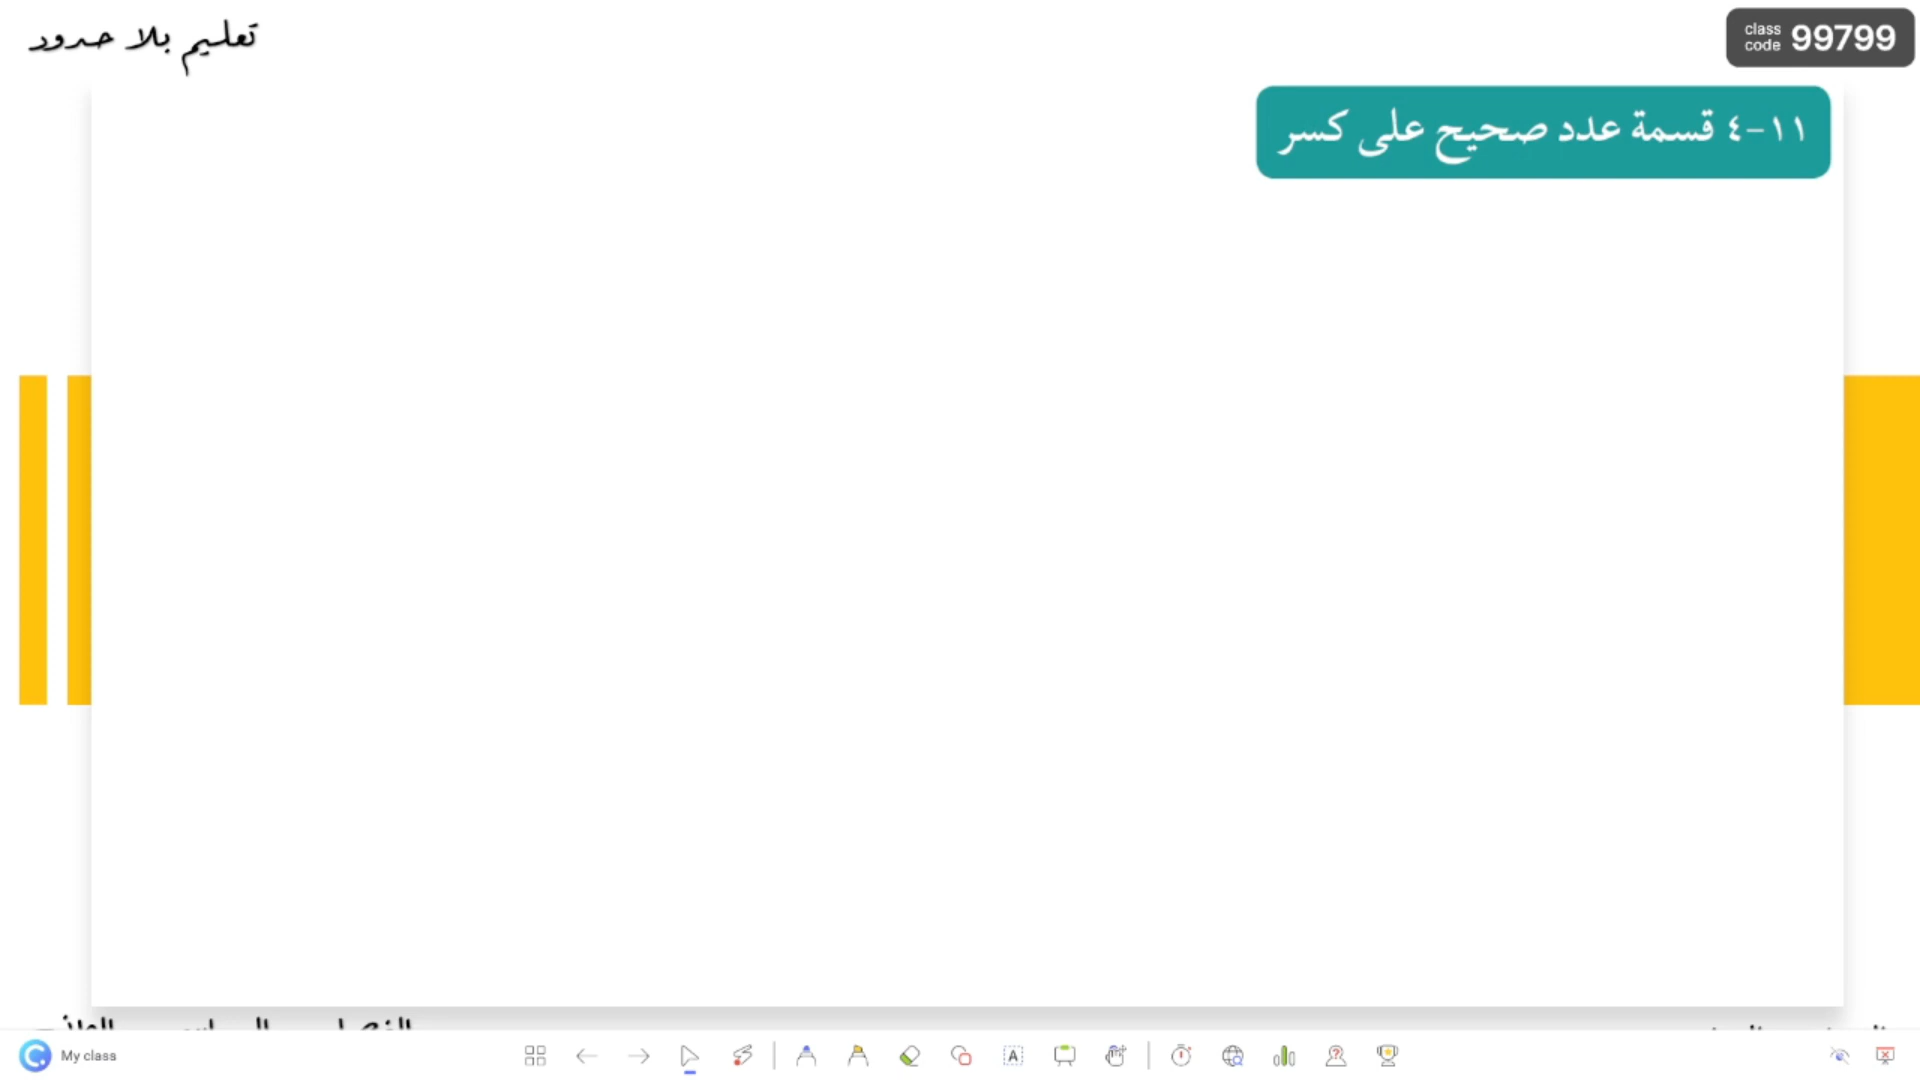 تعليم بلا حدود
class code 99799
١١-٤ قسمة عدد صحيح على كسر
My class